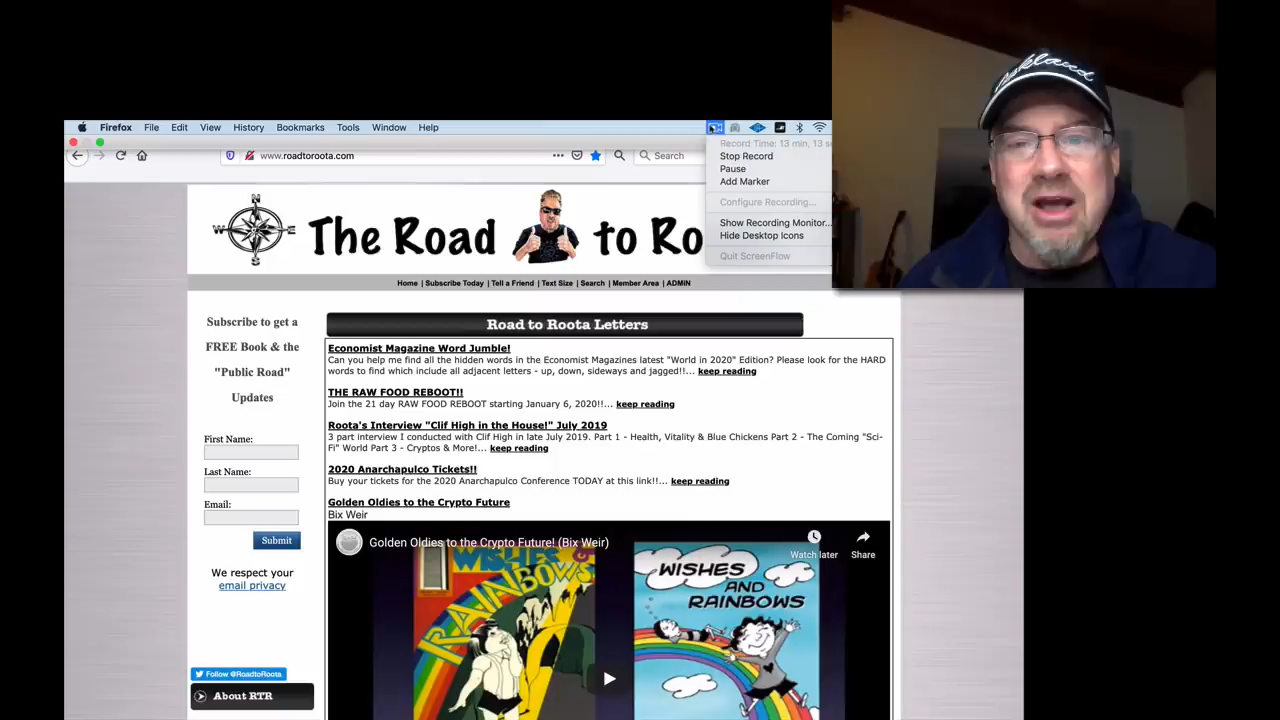 Oakland
Firefox File Edit View History Bookmarks Tools Window Help
Record Time: 13 min, 13 s
Stop Record
Pause
Add Marker
Configure Recording...
Show Recording Monitor...
Hide Desktop Icons
Quit ScreenFlow
www.roadtoroota.com
Search
The Road to Ro
Home | Subscribe Today | Tell a Friend | Text Size | Search | Member Area | ADMIN
Subscribe to get a
FREE Book & the
"Public Road"
Updates
First Name:
Last Name:
Email:
Submit
We respect your
email privacy
Follow @RoadtoRoota
About RTR
Road to Roota Letters
Economist Magazine Word Jumble!
Can you help me find all the hidden words in the Economist Magazines latest "World in 2020" Edition? Please look for the HARD
words to find which include all adjacent letters - up, down, sideways and jagged!!... keep reading
THE RAW FOOD REBOOT!!
Join the 21 day RAW FOOD REBOOT starting January 6, 2020!!... keep reading
Roota's Interview "Clif High in the House!" July 2019
3 part interview I conducted with Clif High in late July 2019. Part 1 - Health, Vitality & Blue Chickens Part 2 - The Coming "Sci-
Fi" World Part 3 - Cryptos & More!... keep reading
2020 Anarchapulco Tickets!!
Buy your tickets for the 2020 Anarchapulco Conference TODAY at this link!!... keep reading
Golden Oldies to the Crypto Future
Bix Weir
Golden Oldies to the Crypto Future! (Bix Weir)
Watch later
Share
WISHES &
RAINBOWS
WISHES
AND
RAINBOWS